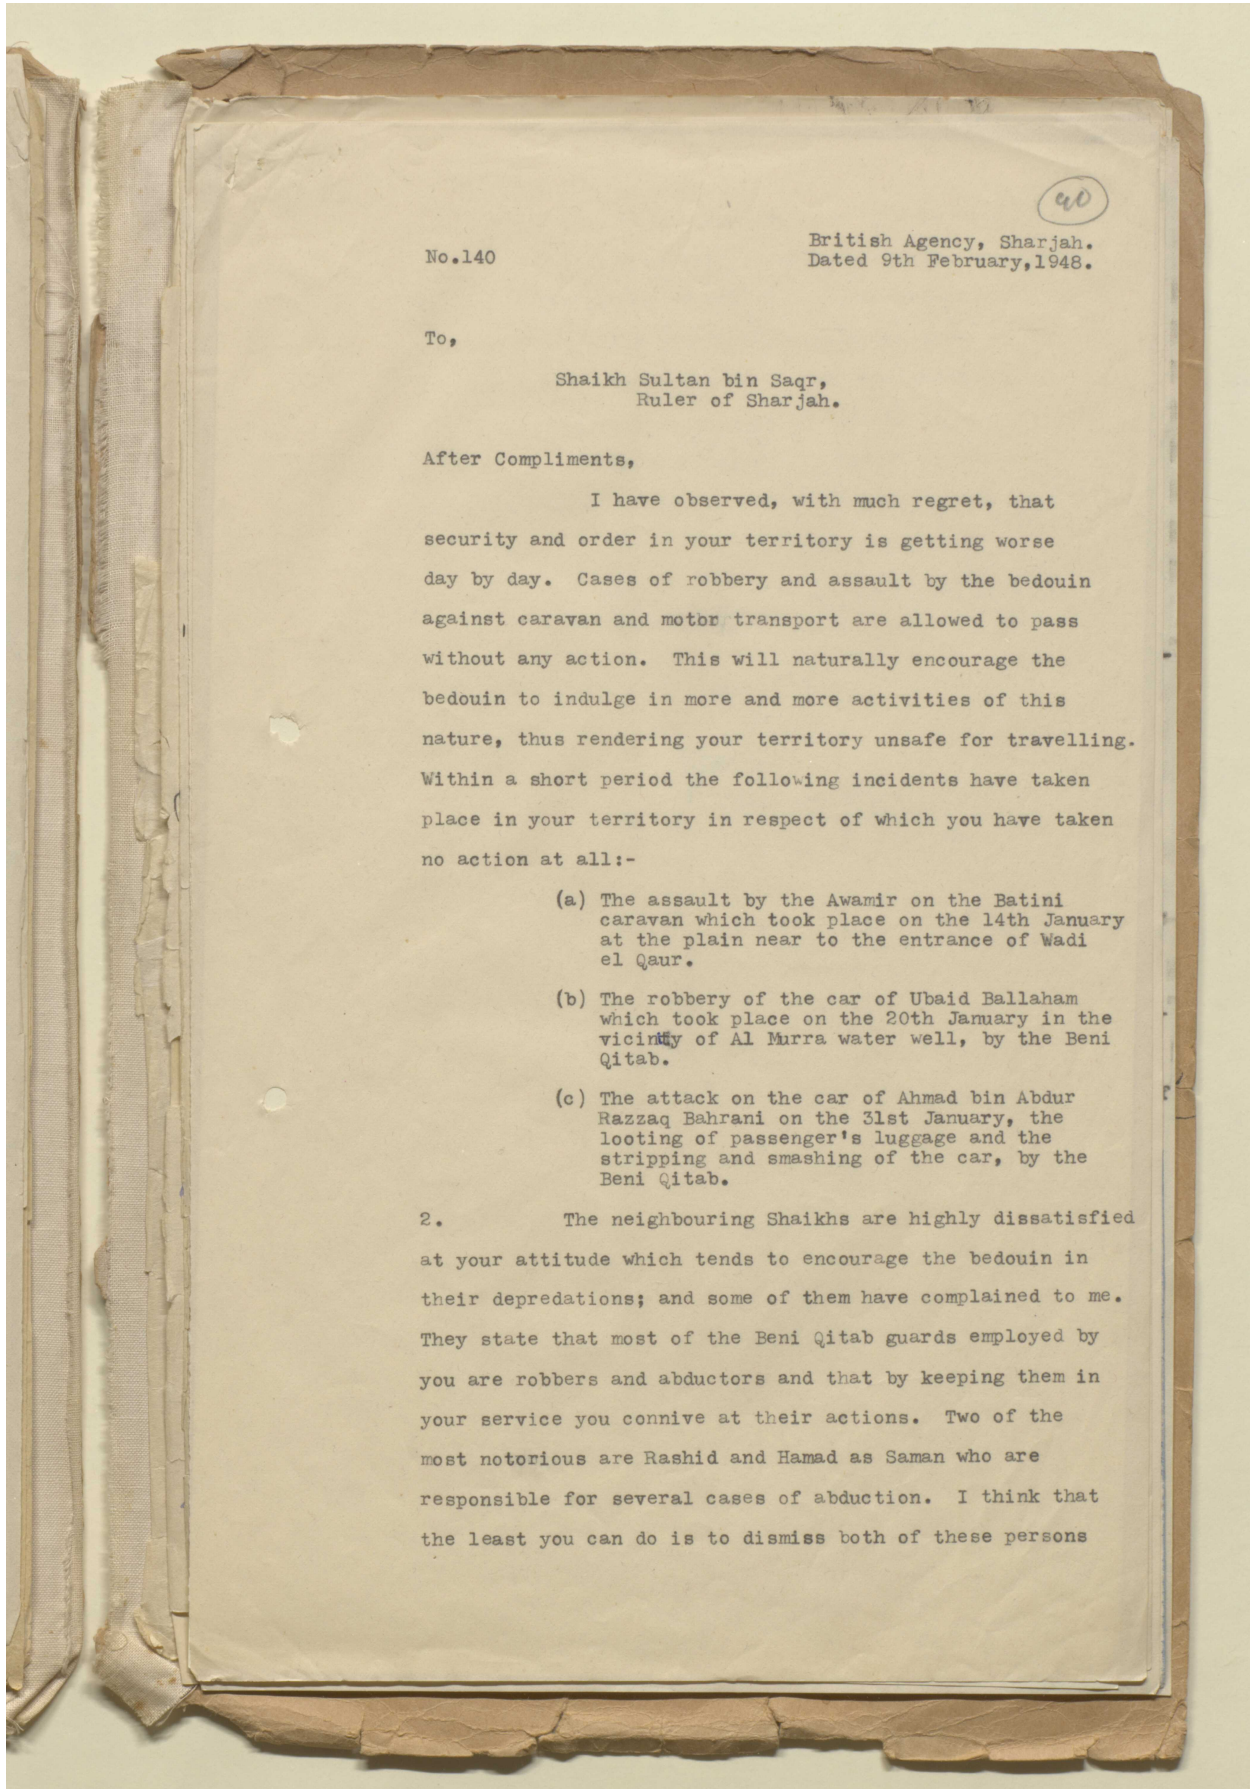 40
British Agency, Sharjah.
No.140
Dated 9th February,1948.
To,
Shaikh Sultan bin Saqr,
Ruler of Sharjah.
After Compliments,
I have observed, with much regret, that
security and order in your territory is getting worse
day by day. Cases of robbery and assault by the bedouin
against caravan and motor transport are allowed to pass
without any action. This will naturally encourage the
bedouin to indulge in more and more activities of this
nature, thus rendering your territory unsafe for travelling.
Within a short period the following incidents have taken
place in your territory in respect of which you have taken
no action at all:-
(a) The assault by the Awamir on the Batini
caravan which took place on the 14th January
at the plain near to the entrance of Wadi
el Qaur.
(b) The robbery of the car of Ubaid Ballaham
which took place on the 20th January in the
vicinity of Al Murra water well, by the Beni
Qitab.
(c) The attack on the car of Ahmad bin Abdur
Razzaq Bahrani on the 31st January, the
looting of passenger's luggage and the
stripping and smashing of the car, by the
Beni Qitab.
2. The neighbouring Shaikhs are highly dissatisfied
at your attitude which tends to encourage the bedouin in
their depredations; and some of them have complained to me.
They state that most of the Beni Qitab guards employed by
you are robbers and abductors and that by keeping them in
your service you connive at their actions. Two of the
most notorious are Rashid and Hamad as Saman who are
responsible for several cases of abduction. I think that
the least you can do is to dismiss both of these persons